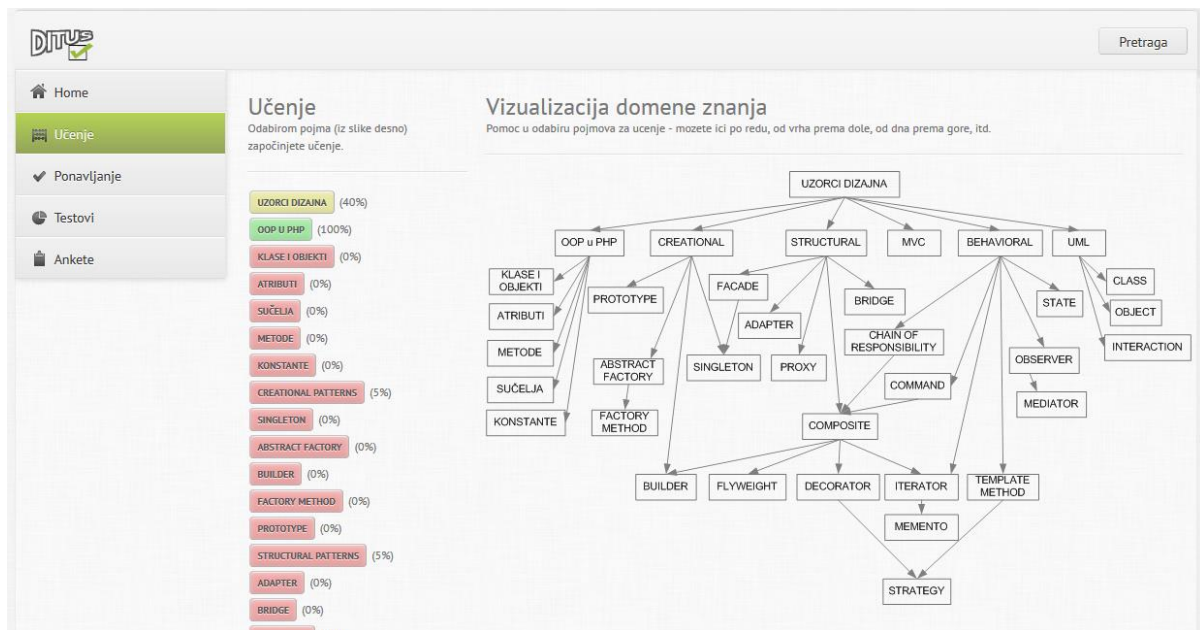 DITUS
Pretraga
Home
Učenje
Ponavljanje
Testovi
Ankete
Učenje
Odabirom pojma (iz slike desno)
započinjete učenje.
UZORCI DIZAJNA (40%)
OOP U PHP (100%)
KLASE I OBJEKTI (0%)
ATRIBUTI (0%)
SUČELJA (0%)
METODE (0%)
KONSTANTE (0%)
CREATIONAL PATTERNS (5%)
SINGLETON (0%)
ABSTRACT FACTORY (0%)
BUILDER (0%)
FACTORY METHOD (0%)
PROTOTYPE (0%)
STRUCTURAL PATTERNS (5%)
ADAPTER (0%)
BRIDGE (0%)
Vizualizacija domene znanja
Pomoc u odabiru pojmova za ucenje - mozete ici po redu, od vrha prema dole, od dna prema gore, itd.
UZORCI DIZAJNA
OOP u PHP
CREATIONAL
STRUCTURAL
MVC
BEHAVIORAL
UML
KLASE I
OBJEKTI
ATRIBUTI
METODE
SUČELJA
KONSTANTE
PROTOTYPE
ABSTRACT
FACTORY
FACTORY
METHOD
FACADE
ADAPTER
SINGLETON
PROXY
BRIDGE
CHAIN OF
RESPONSIBILITY
COMMAND
COMPOSITE
STATE
OBSERVER
MEDIATOR
CLASS
OBJECT
INTERACTION
BUILDER
FLYWEIGHT
DECORATOR
ITERATOR
TEMPLATE
METHOD
MEMENTO
STRATEGY